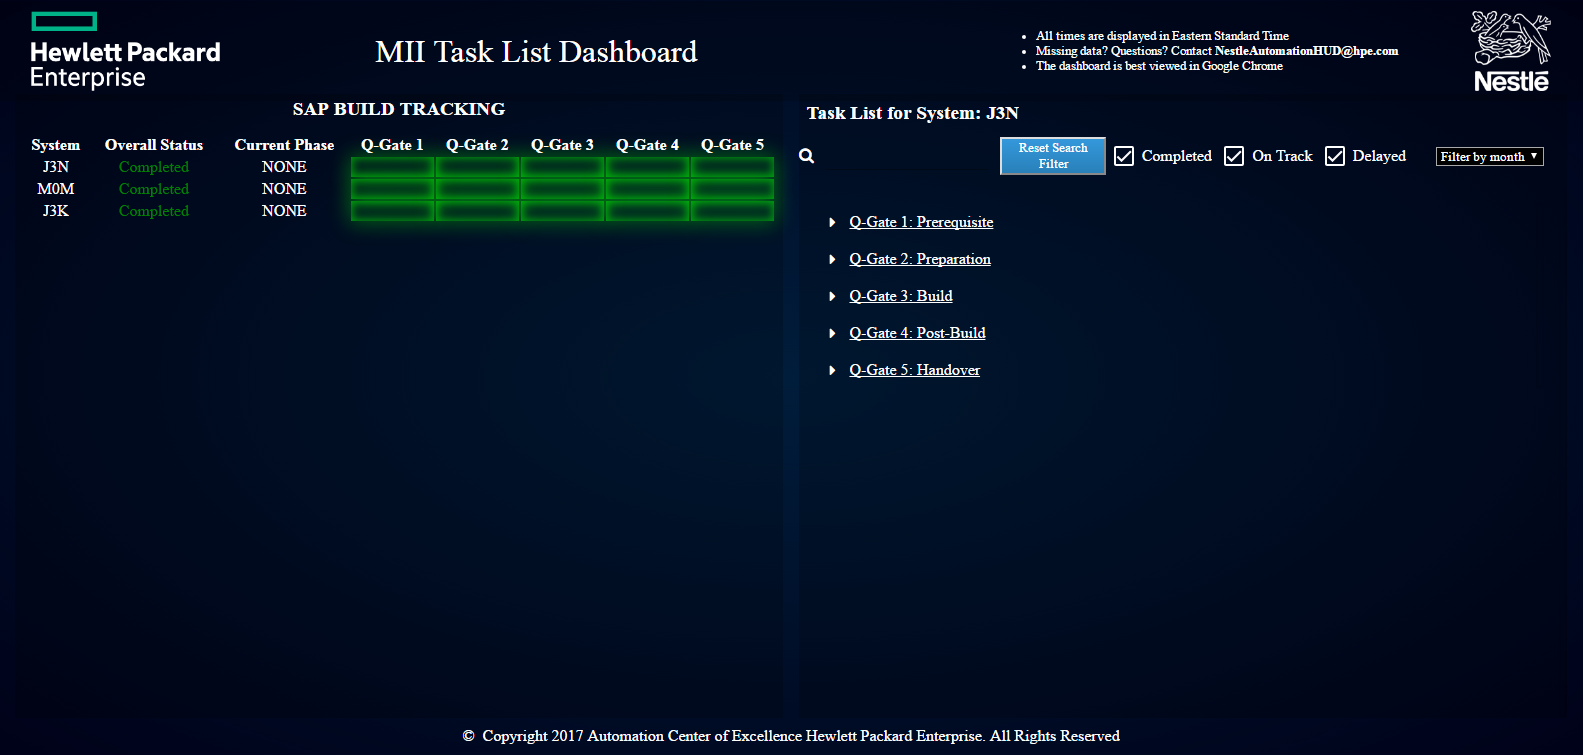 Hewlett Packard
Enterprise
MII Task List Dashboard
All times are displayed in Eastern Standard Time
Missing data? Questions? Contact NestleAutomationHUD@hpe.com
The dashboard is best viewed in Google Chrome
Nestlé
SAP BUILD TRACKING
System Overall Status Current Phase Q-Gate 1 Q-Gate 2 Q-Gate 3 Q-Gate 4 Q-Gate 5
J3N Completed NONE
M0M Completed NONE
J3K Completed NONE
Task List for System: J3N
Reset Search
Filter
Completed On Track Delayed Filter by month
Q-Gate 1: Prerequisite
Q-Gate 2: Preparation
Q-Gate 3: Build
Q-Gate 4: Post-Build
Q-Gate 5: Handover
© Copyright 2017 Automation Center of Excellence Hewlett Packard Enterprise. All Rights Reserved